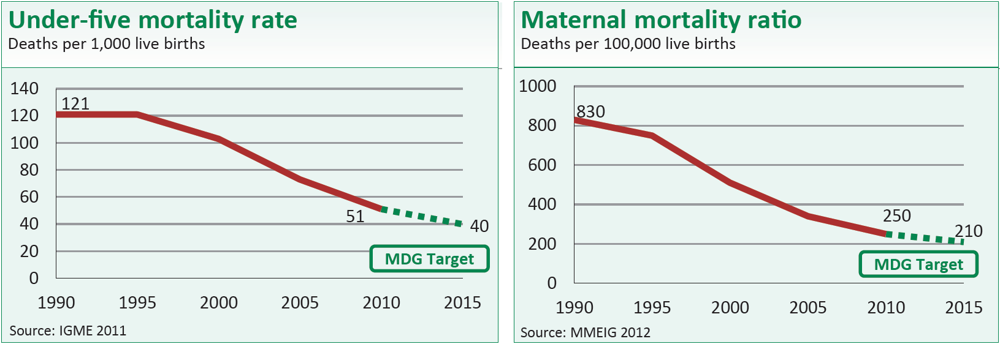 Under-five mortality rate
Deaths per 1,000 live births
140
120
100
80
60
40
20
0
121
51
40
MDG Target
1990 1995 2000 2005 2010 2015
Source: IGME 2011
Maternal mortality ratio
Deaths per 100,000 live births
1000
800
600
400
200
0
830
250
210
MDG Target
1990 1995 2000 2005 2010 2015
Source: MMEIG 2012